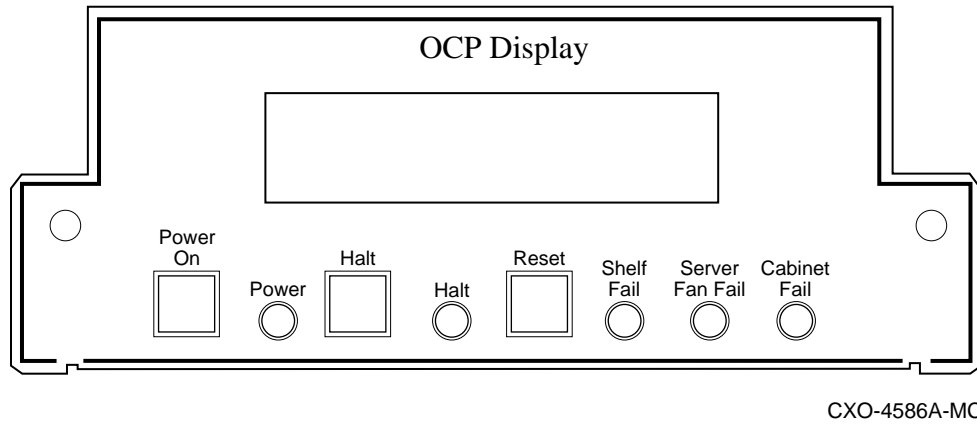 OCP Display
Power
On
Power
Halt
Halt
Reset
Shelf
Fail
Server
Fan Fail
Cabinet
Fail
CXO-4586A-MC